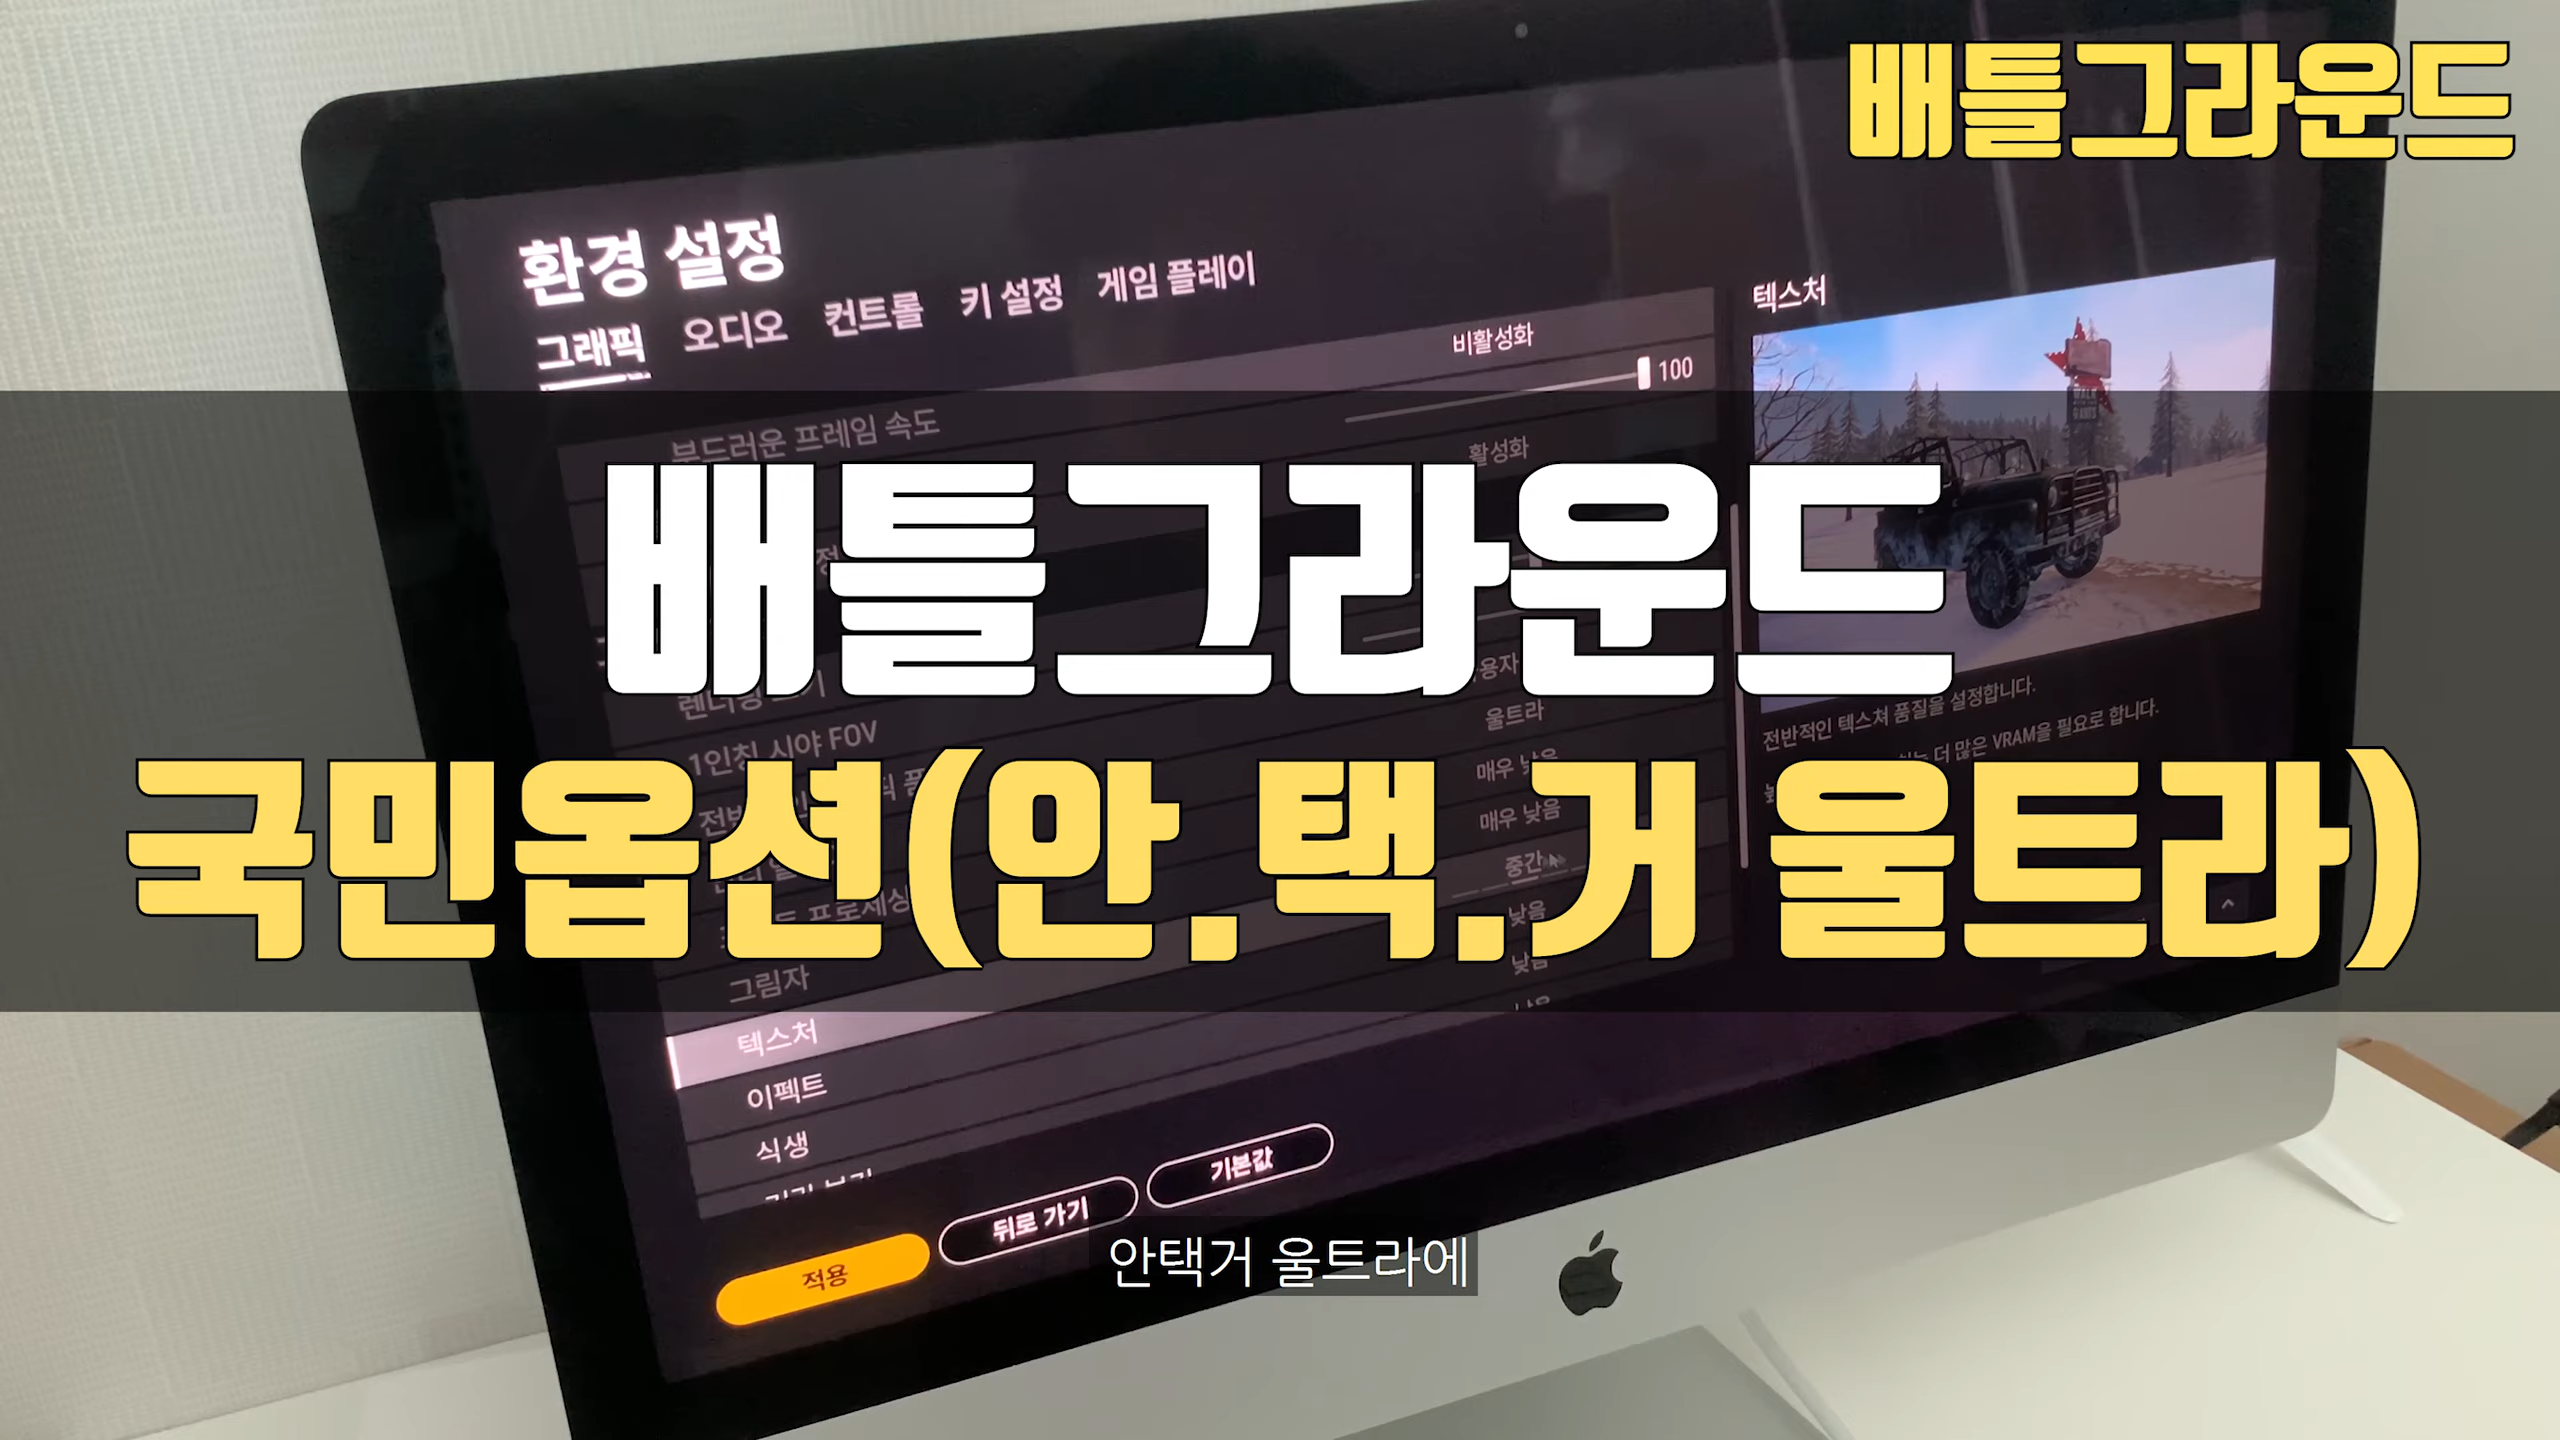 배틀그라운드
환경 설정
그래픽 오디오 컨트롤 키 설정 게임 플레이
비활성화
100
부드러운 프레임 속도
활성화
텍스처
배틀그라운드
1인칭 시야 FOV
울트라
매우 낮음
매우 낮음
중간
낮음
낮음
전반적인 텍스처 품질을 설정합니다.
더 많은 VRAM을 필요로 합니다.
국민옵션(안.택.거 울트라)
그림자
텍스처
이펙트
식생
적용
뒤로 가기
기본값
안택거 울트라에